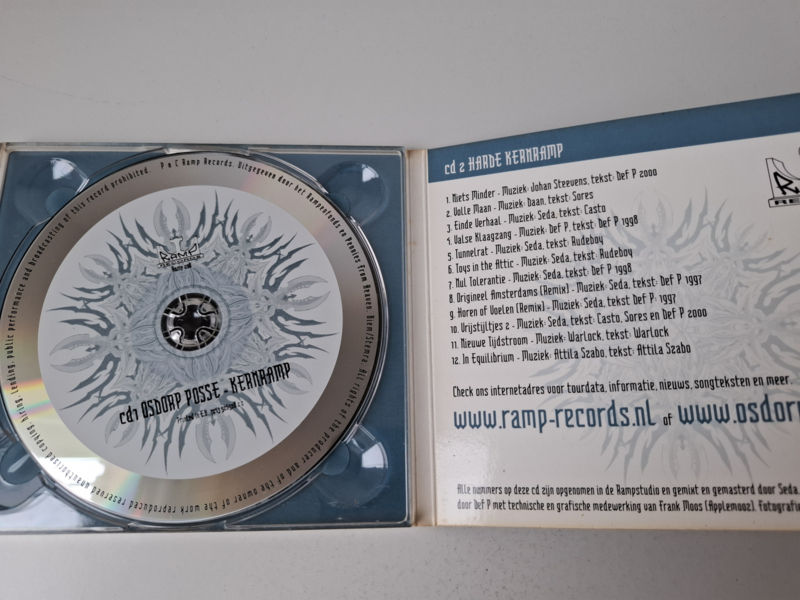 P & C Ramp Records. Uitgegeven door het Rampenfonds en Pennies From Heaven. Biem/Stemra. All rights of the producer and of the owner of the work reproduced reserved unauthorised copying, hiring, lending, public performance and broadcasting of this record prohibited.
RAMP
cd1 OSDORP POSSE - KERNRAMP
cd 2 HARDE KERNRAMP
1. Niets Minder - Muziek: Johan Steevens, tekst: Def P 2000
2. Volle Maan - Muziek: Daan, tekst: Sores
3. Einde Verhaal - Muziek: Seda, tekst: Casto
4. Valse Klaagzang - Muziek: Def P, tekst: Def P 1998
5. Tunnelrat - Muziek: Seda, tekst: Rudeboy
6. Toys in the Attic - Muziek: Seda, tekst: Rudeboy
7. Nul Tolerantie - Muziek: Seda, tekst: Def P 1998
8. Origineel Amsterdams (Remix) - Muziek: Seda, tekst: Def P 1997
9. Horen of Voelen (Remix) - Muziek: Seda, tekst: Def P 1997
10. Vrijstijltjes 2 - Muziek: Seda, tekst: Casto, Sores en Def P 2000
11. Nieuwe Tijdstroom - Muziek: Warlock, tekst: Warlock
12. In Equilibrium - Muziek: Attila Szabo, tekst: Attila Szabo
Check ons internetadres voor tourdata, informatie, nieuws, songteksten en meer.
www.ramp-records.nl of www.osdorp
Alle nummers op deze cd zijn opgenomen in de Rampstudio en gemixt en gemasterd door Seda.
door Def P met technische en grafische medewerking van Frank Moos (Applemooz). Fotografie